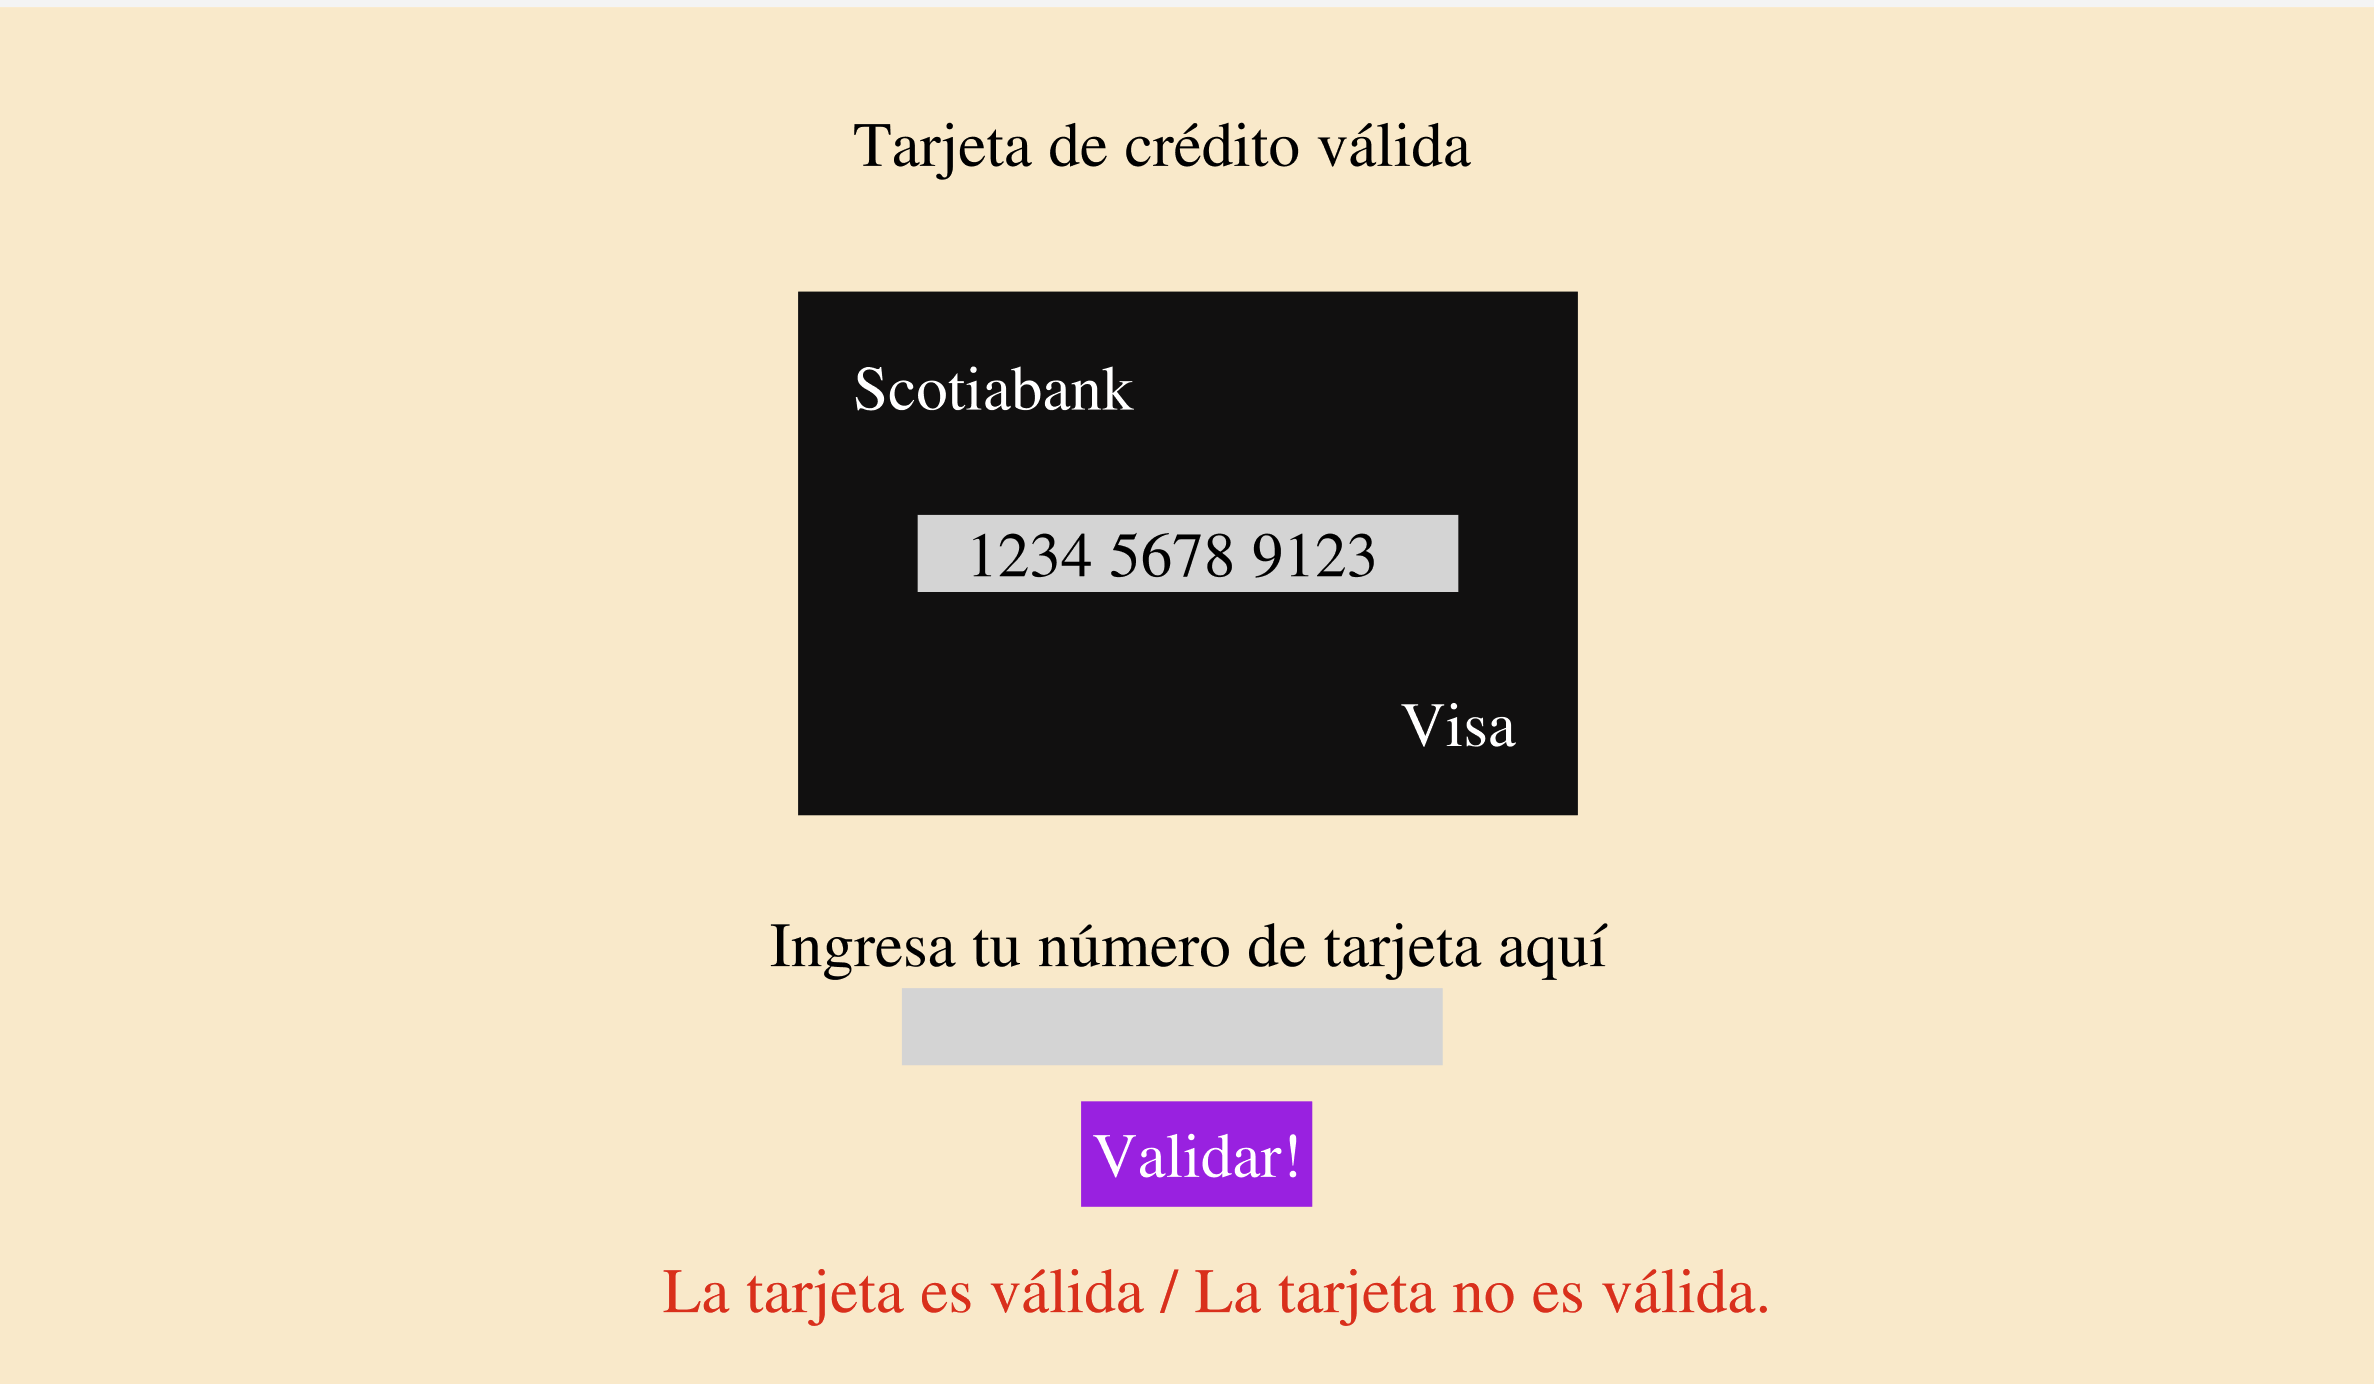 Tarjeta de crédito válida
Scotiabank
1234 5678 9123
Visa
Ingresa tu número de tarjeta aquí
Validar!
La tarjeta es válida / La tarjeta no es válida.